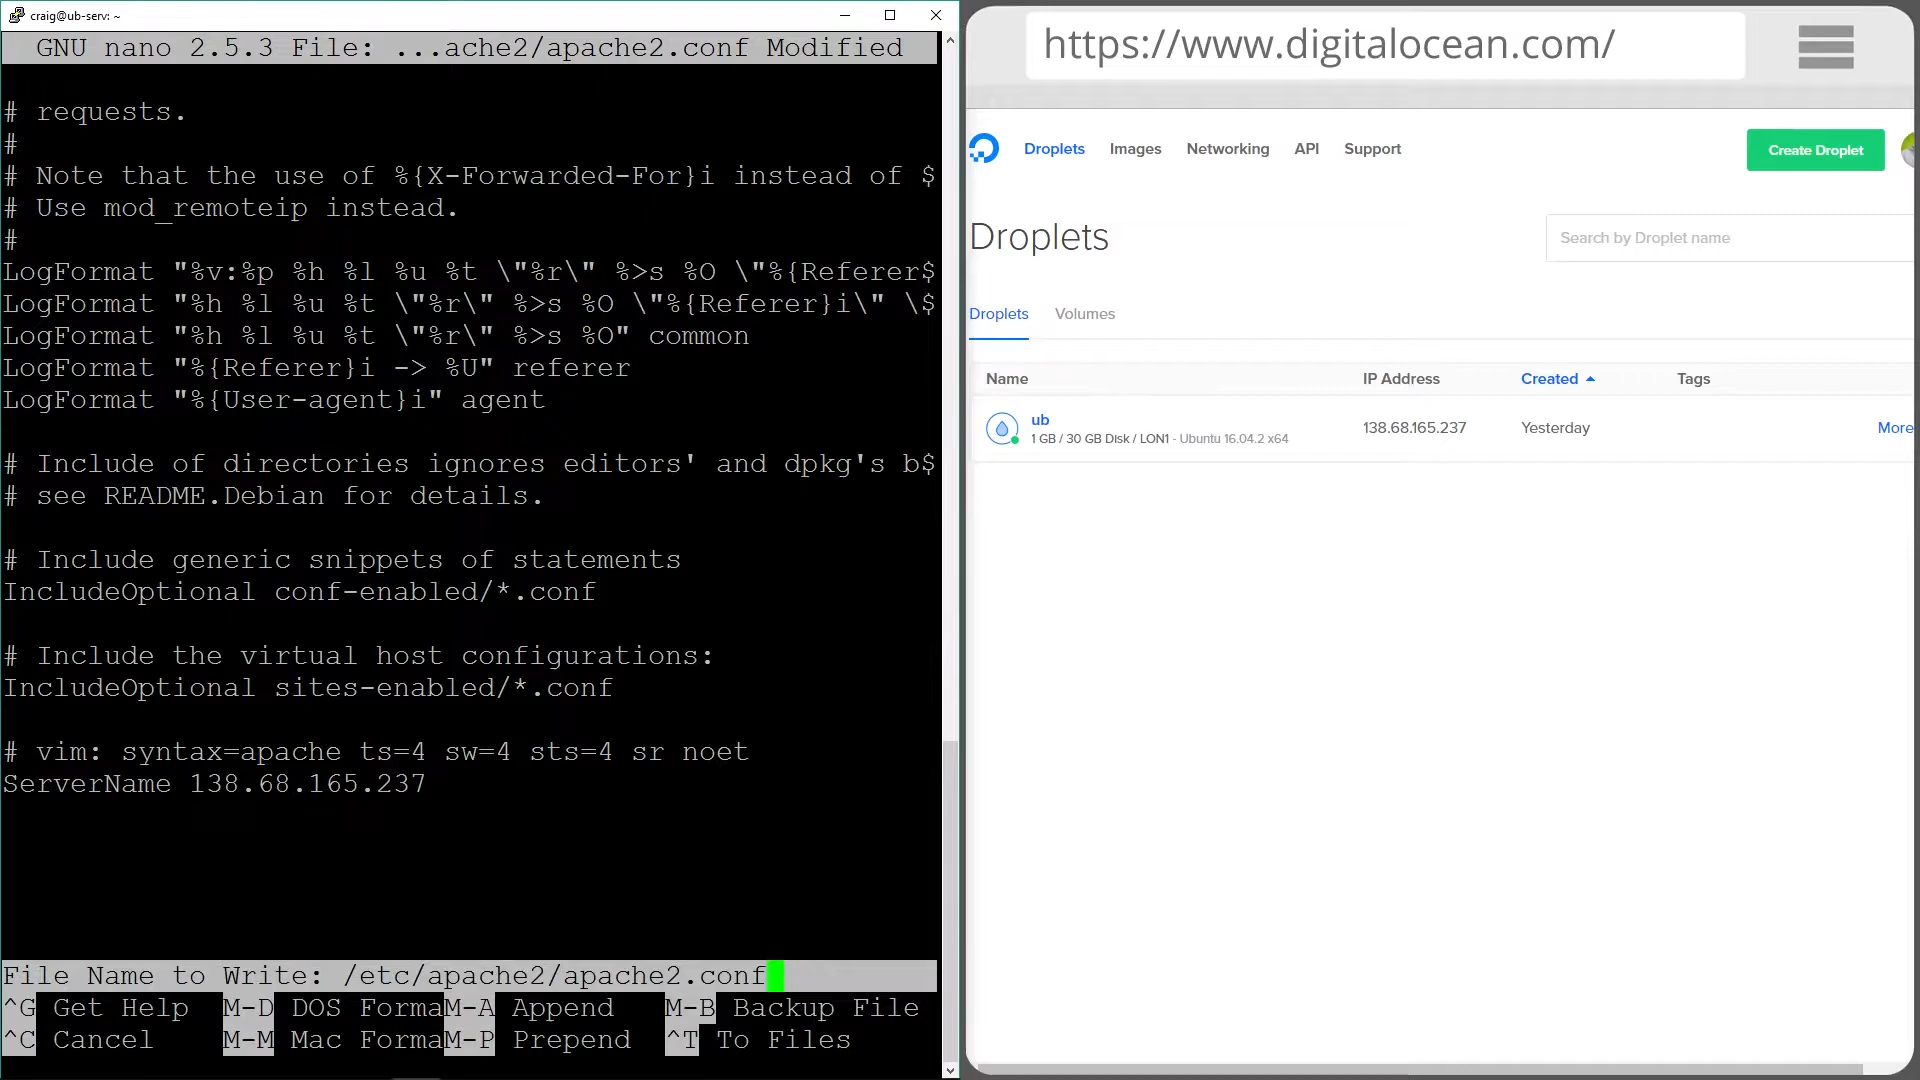 craig@ub-serv: ~
GNU nano 2.5.3 File: ...ache2/apache2.conf Modified
# requests.
#
# Note that the use of %{X-Forwarded-For}i instead of $
# Use mod_remoteip instead.
#
LogFormat "%v:%p %h %l %u %t \"%r\" %>s %O \"%{Referer$
LogFormat "%h %l %u %t \"%r\" %>s %O \"%{Referer}i\" \$
LogFormat "%h %l %u %t \"%r\" %>s %O" common
LogFormat "%{Referer}i -> %U" referer
LogFormat "%{User-agent}i" agent
# Include of directories ignores editors' and dpkg's b$
# see README.Debian for details.
# Include generic snippets of statements
IncludeOptional conf-enabled/*.conf
# Include the virtual host configurations:
IncludeOptional sites-enabled/*.conf
# vim: syntax=apache ts=4 sw=4 sts=4 sr noet
ServerName 138.68.165.237
File Name to Write: /etc/apache2/apache2.conf
^G Get Help M-D DOS FormaM-A Append M-B Backup File
^C Cancel M-M Mac FormaM-P Prepend ^T To Files
https://www.digitalocean.com/
Droplets Images Networking API Support Create Droplet
Droplets Search by Droplet name
Droplets Volumes
Name IP Address Created Tags
ub
1 GB / 30 GB Disk / LON1 - Ubuntu 16.04.2 x64
138.68.165.237 Yesterday More